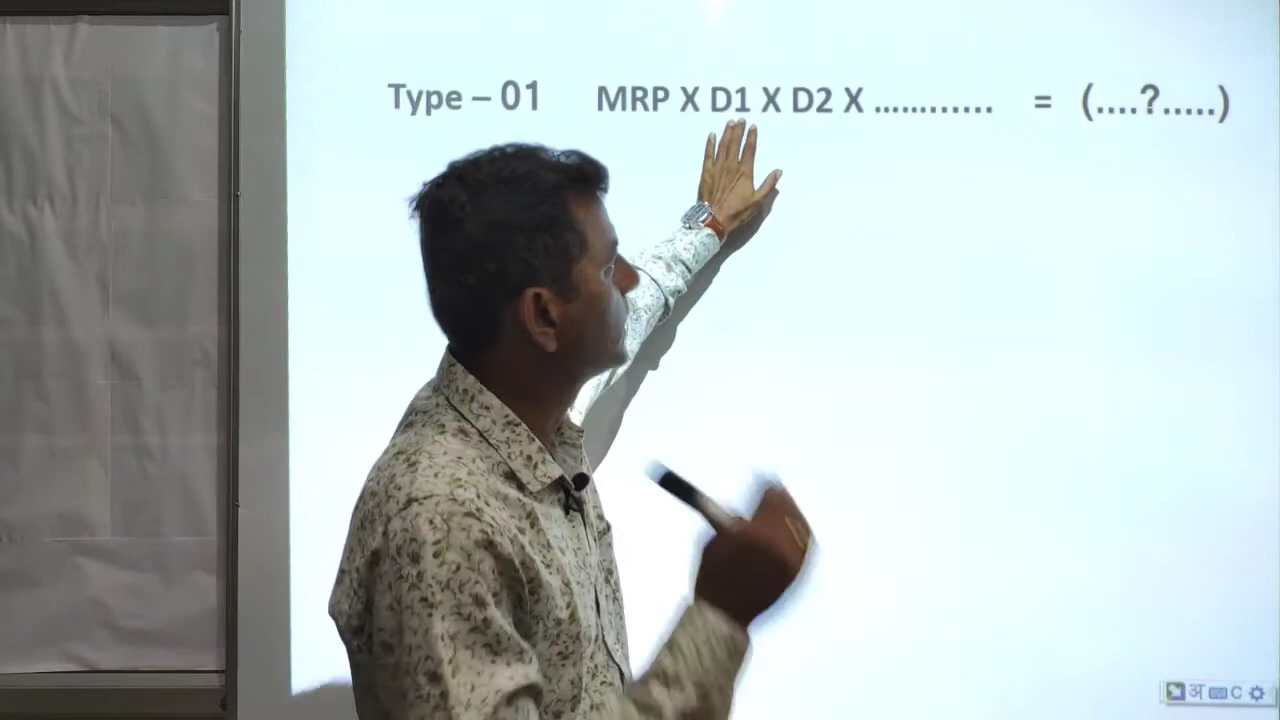 Type – 01 MRP X D1 X D2 X ............ = (....?.....)
अ C